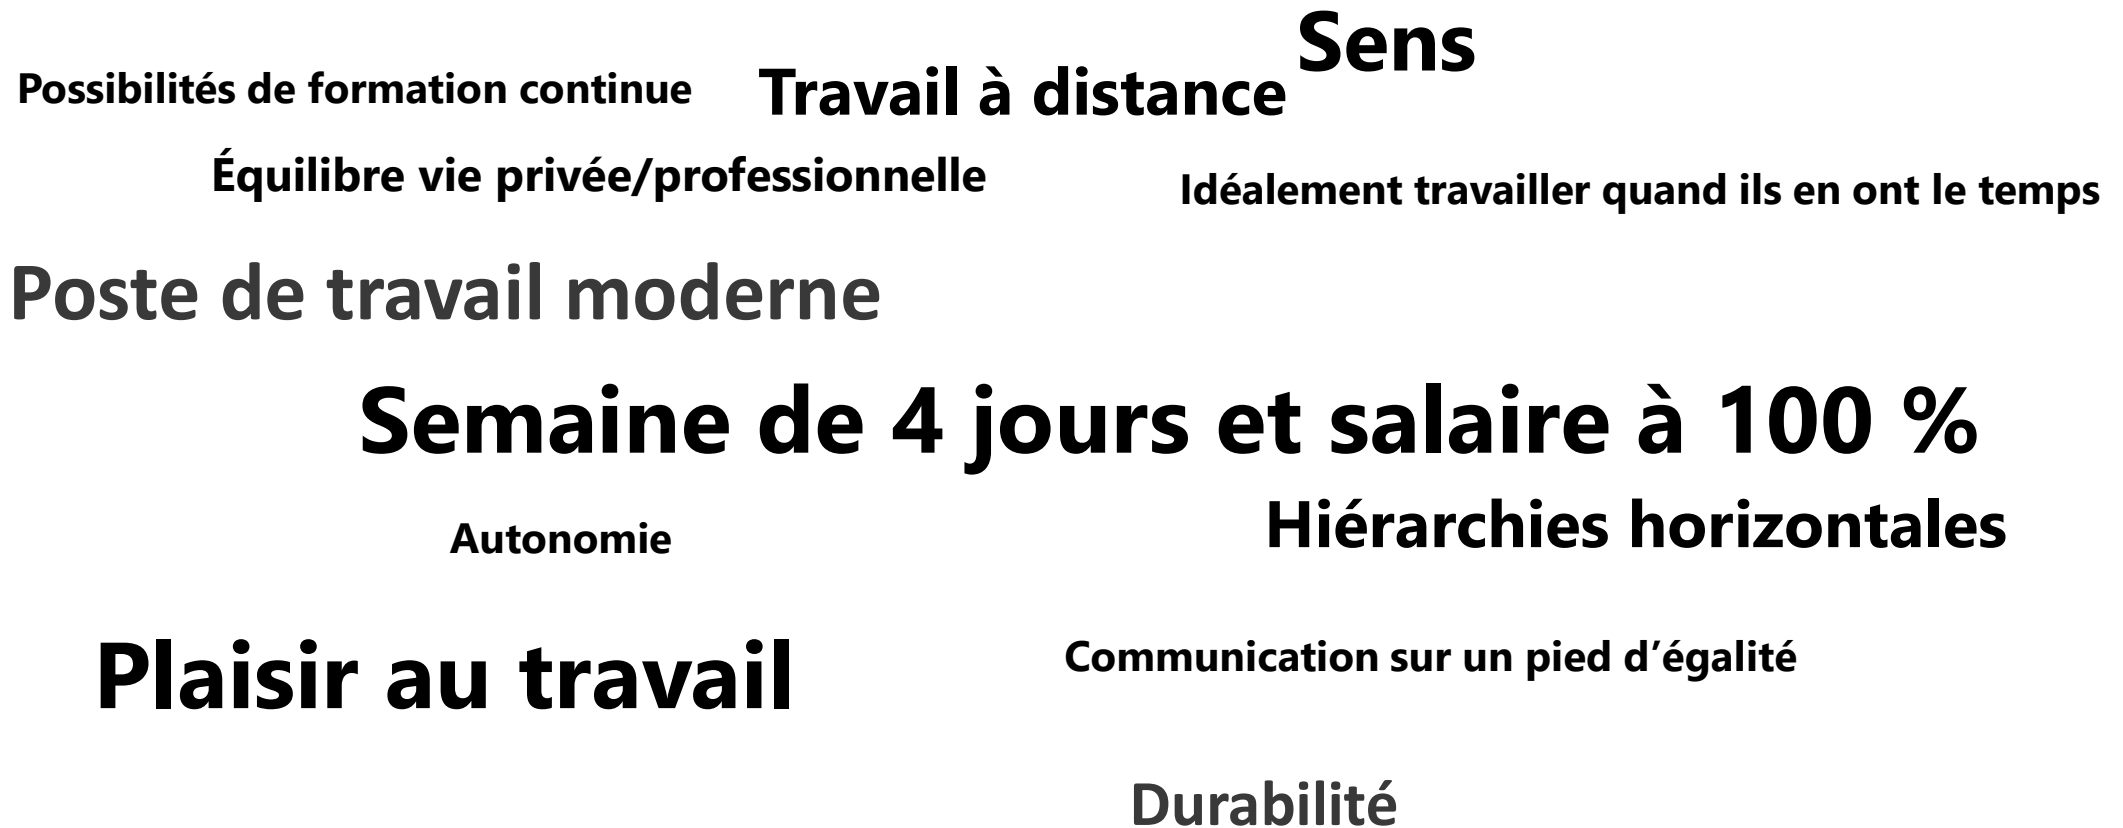 Sens
Possibilités de formation continue
Travail à distance
Équilibre vie privée/professionnelle
Idéalement travailler quand ils en ont le temps
Poste de travail moderne
Semaine de 4 jours et salaire à 100 %
Hiérarchies horizontales
Autonomie
Plaisir au travail
Communication sur un pied d’égalité
Durabilité